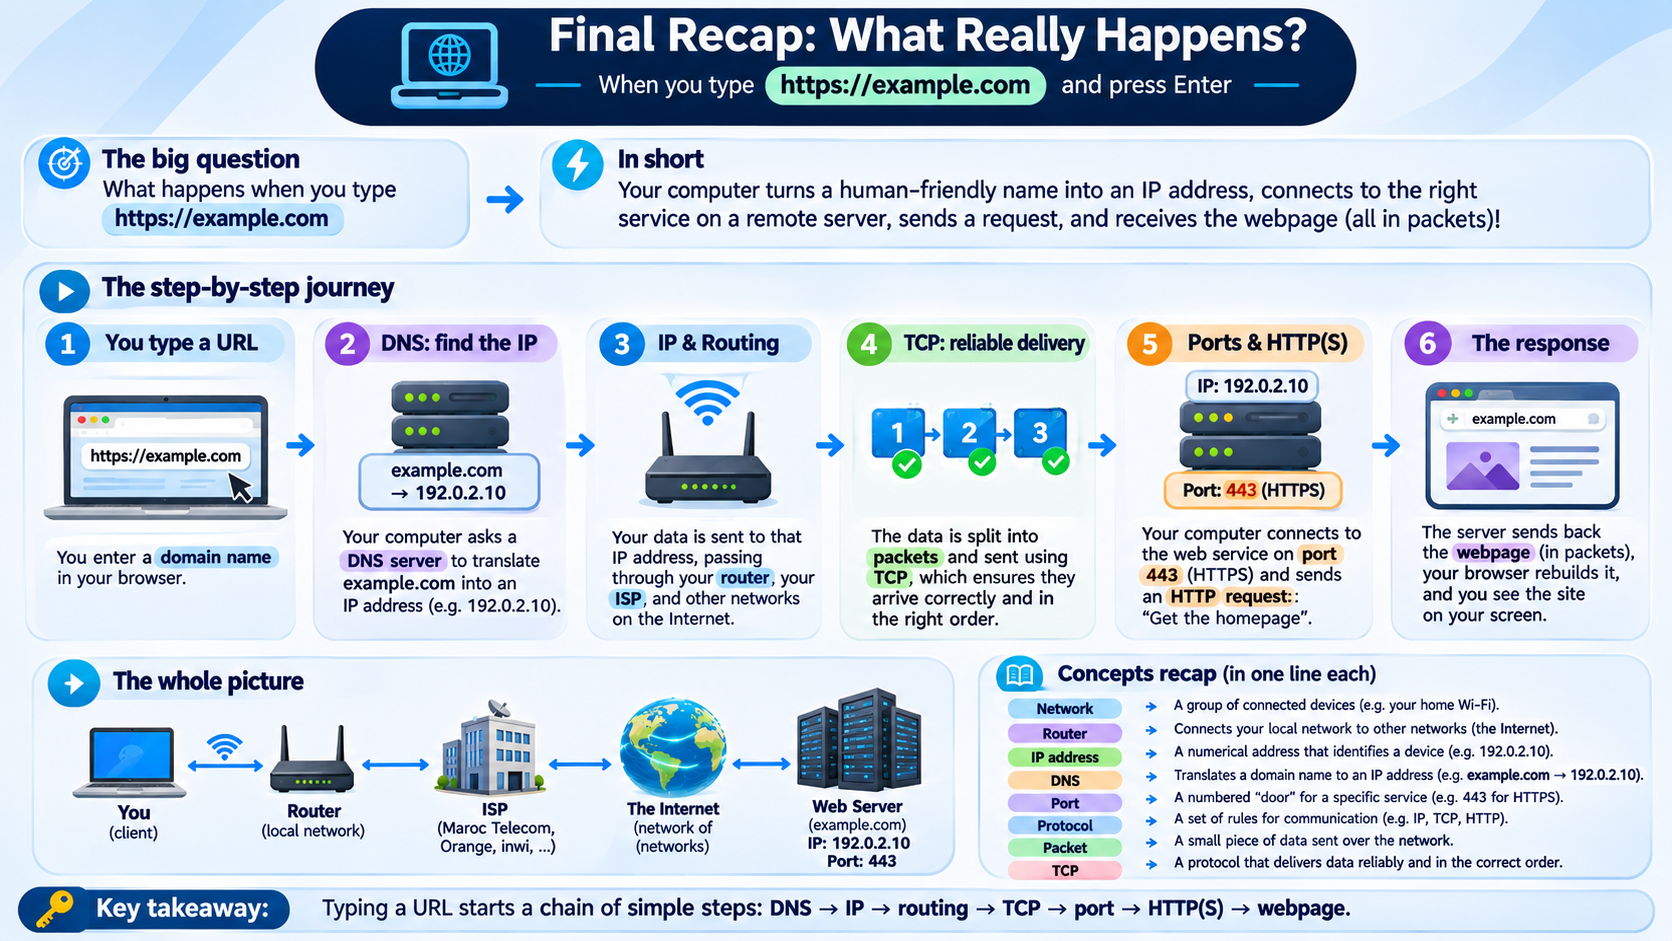 Final Recap: What Really Happens?
When you type https://example.com and press Enter
The big question
What happens when you type
https://example.com
In short
Your computer turns a human-friendly name into an IP address, connects to the right
service on a remote server, sends a request, and receives the webpage (all in packets)!
The step-by-step journey
1 You type a URL
https://example.com
You enter a domain name
in your browser.
2 DNS: find the IP
example.com
→ 192.0.2.10
Your computer asks a
DNS server to translate
example.com into an
IP address (e.g. 192.0.2.10).
3 IP & Routing
Your data is sent to that
IP address, passing
through your router, your
ISP, and other networks
on the Internet.
4 TCP: reliable delivery
1 2 3
The data is split into
packets and sent using
TCP, which ensures they
arrive correctly and in
the right order.
5 Ports & HTTP(S)
IP: 192.0.2.10
Port: 443 (HTTPS)
Your computer connects to
the web service on port
443 (HTTPS) and sends
an HTTP request::
“Get the homepage”.
6 The response
example.com
The server sends back
the webpage (in packets),
your browser rebuilds it,
and you see the site
on your screen.
The whole picture
You
(client)
Router
(local network)
ISP
(Maroc Telecom,
Orange, inwi, ...)
The Internet
(network of
(networks)
Web Server
(example.com)
IP: 192.0.2.10
Port: 443
Concepts recap (in one line each)
Network → A group of connected devices (e.g. your home Wi-Fi).
Router → Connects your local network to other networks (the Internet).
IP address → A numerical address that identifies a device (e.g. 192.0.2.10).
DNS → Translates a domain name to an IP address (e.g. example.com → 192.0.2.10).
Port → A numbered “door” for a specific service (e.g. 443 for HTTPS).
Protocol → A set of rules for communication (e.g. IP, TCP, HTTP).
Packet → A small piece of data sent over the network.
TCP → A protocol that delivers data reliably and in the correct order.
Key takeaway: Typing a URL starts a chain of simple steps: DNS → IP → routing → TCP → port → HTTP(S) → webpage.